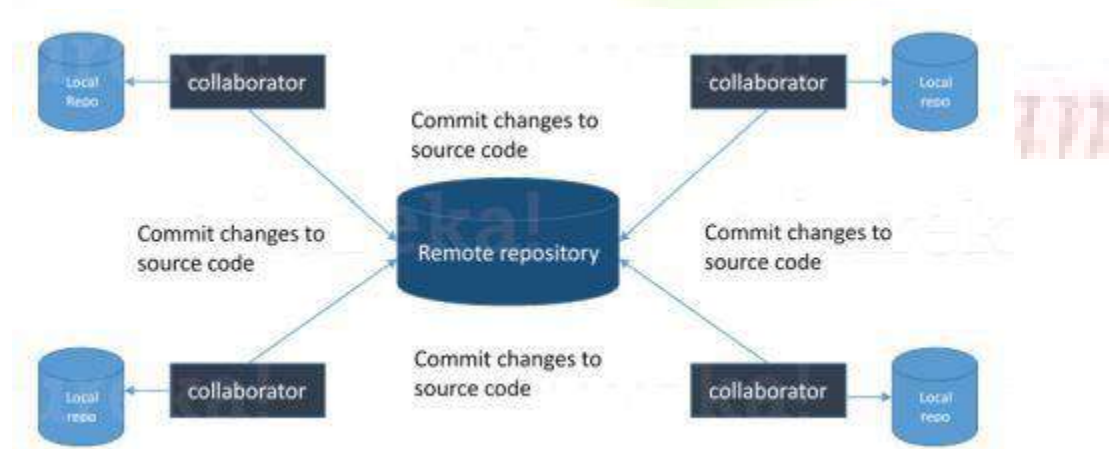 Local
Repo
collaborator
collaborator
Local
repo
Commit changes to
source code
Commit changes to
source code
Remote repository
Commit changes to
source code
Commit changes to
source code
Local
repo
collaborator
collaborator
Local
repo